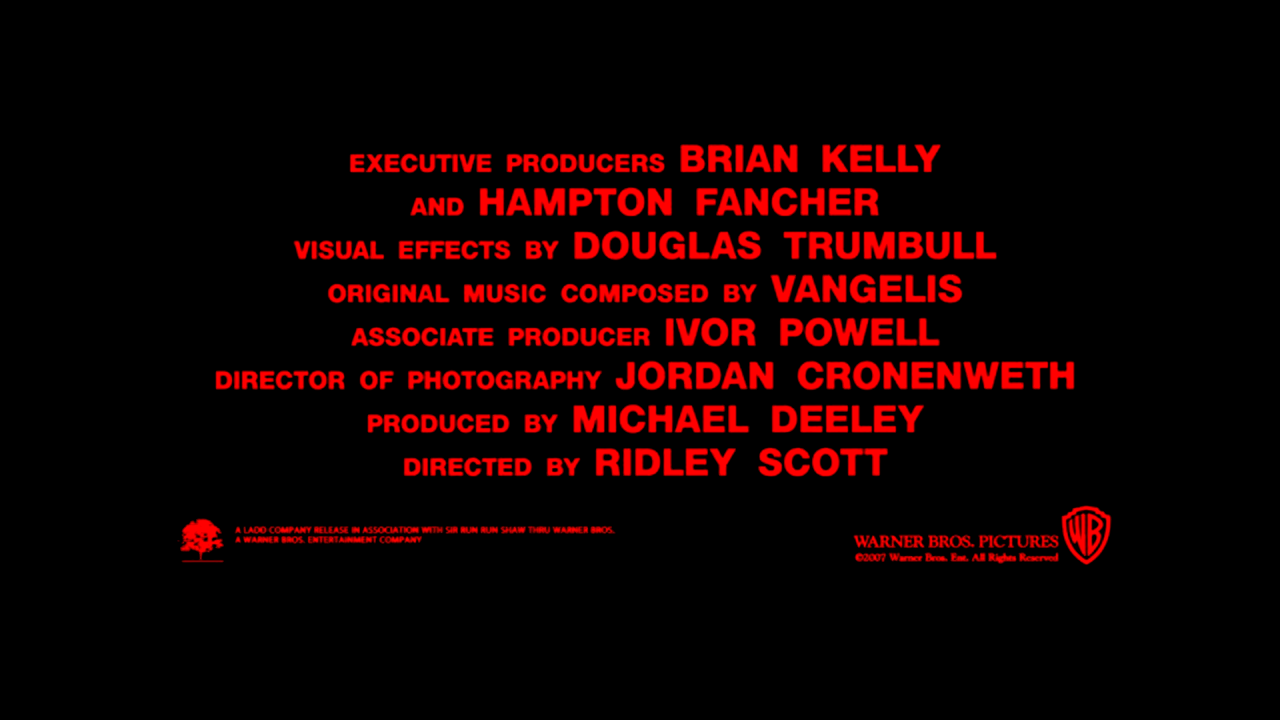 EXECUTIVE PRODUCERS BRIAN KELLY
AND HAMPTON FANCHER
VISUAL EFFECTS BY DOUGLAS TRUMBULL
ORIGINAL MUSIC COMPOSED BY VANGELIS
ASSOCIATE PRODUCER IVOR POWELL
DIRECTOR OF PHOTOGRAPHY JORDAN CRONENWETH
PRODUCED BY MICHAEL DEELEY
DIRECTED BY RIDLEY SCOTT
A LADD COMPANY RELEASE IN ASSOCIATION WITH SIR RUN RUN SHAW THRU WARNER BROS.
A WARNER BROS. ENTERTAINMENT COMPANY
WARNER BROS. PICTURES
©2007 Warner Bros. Ent. All Rights Reserved
WB